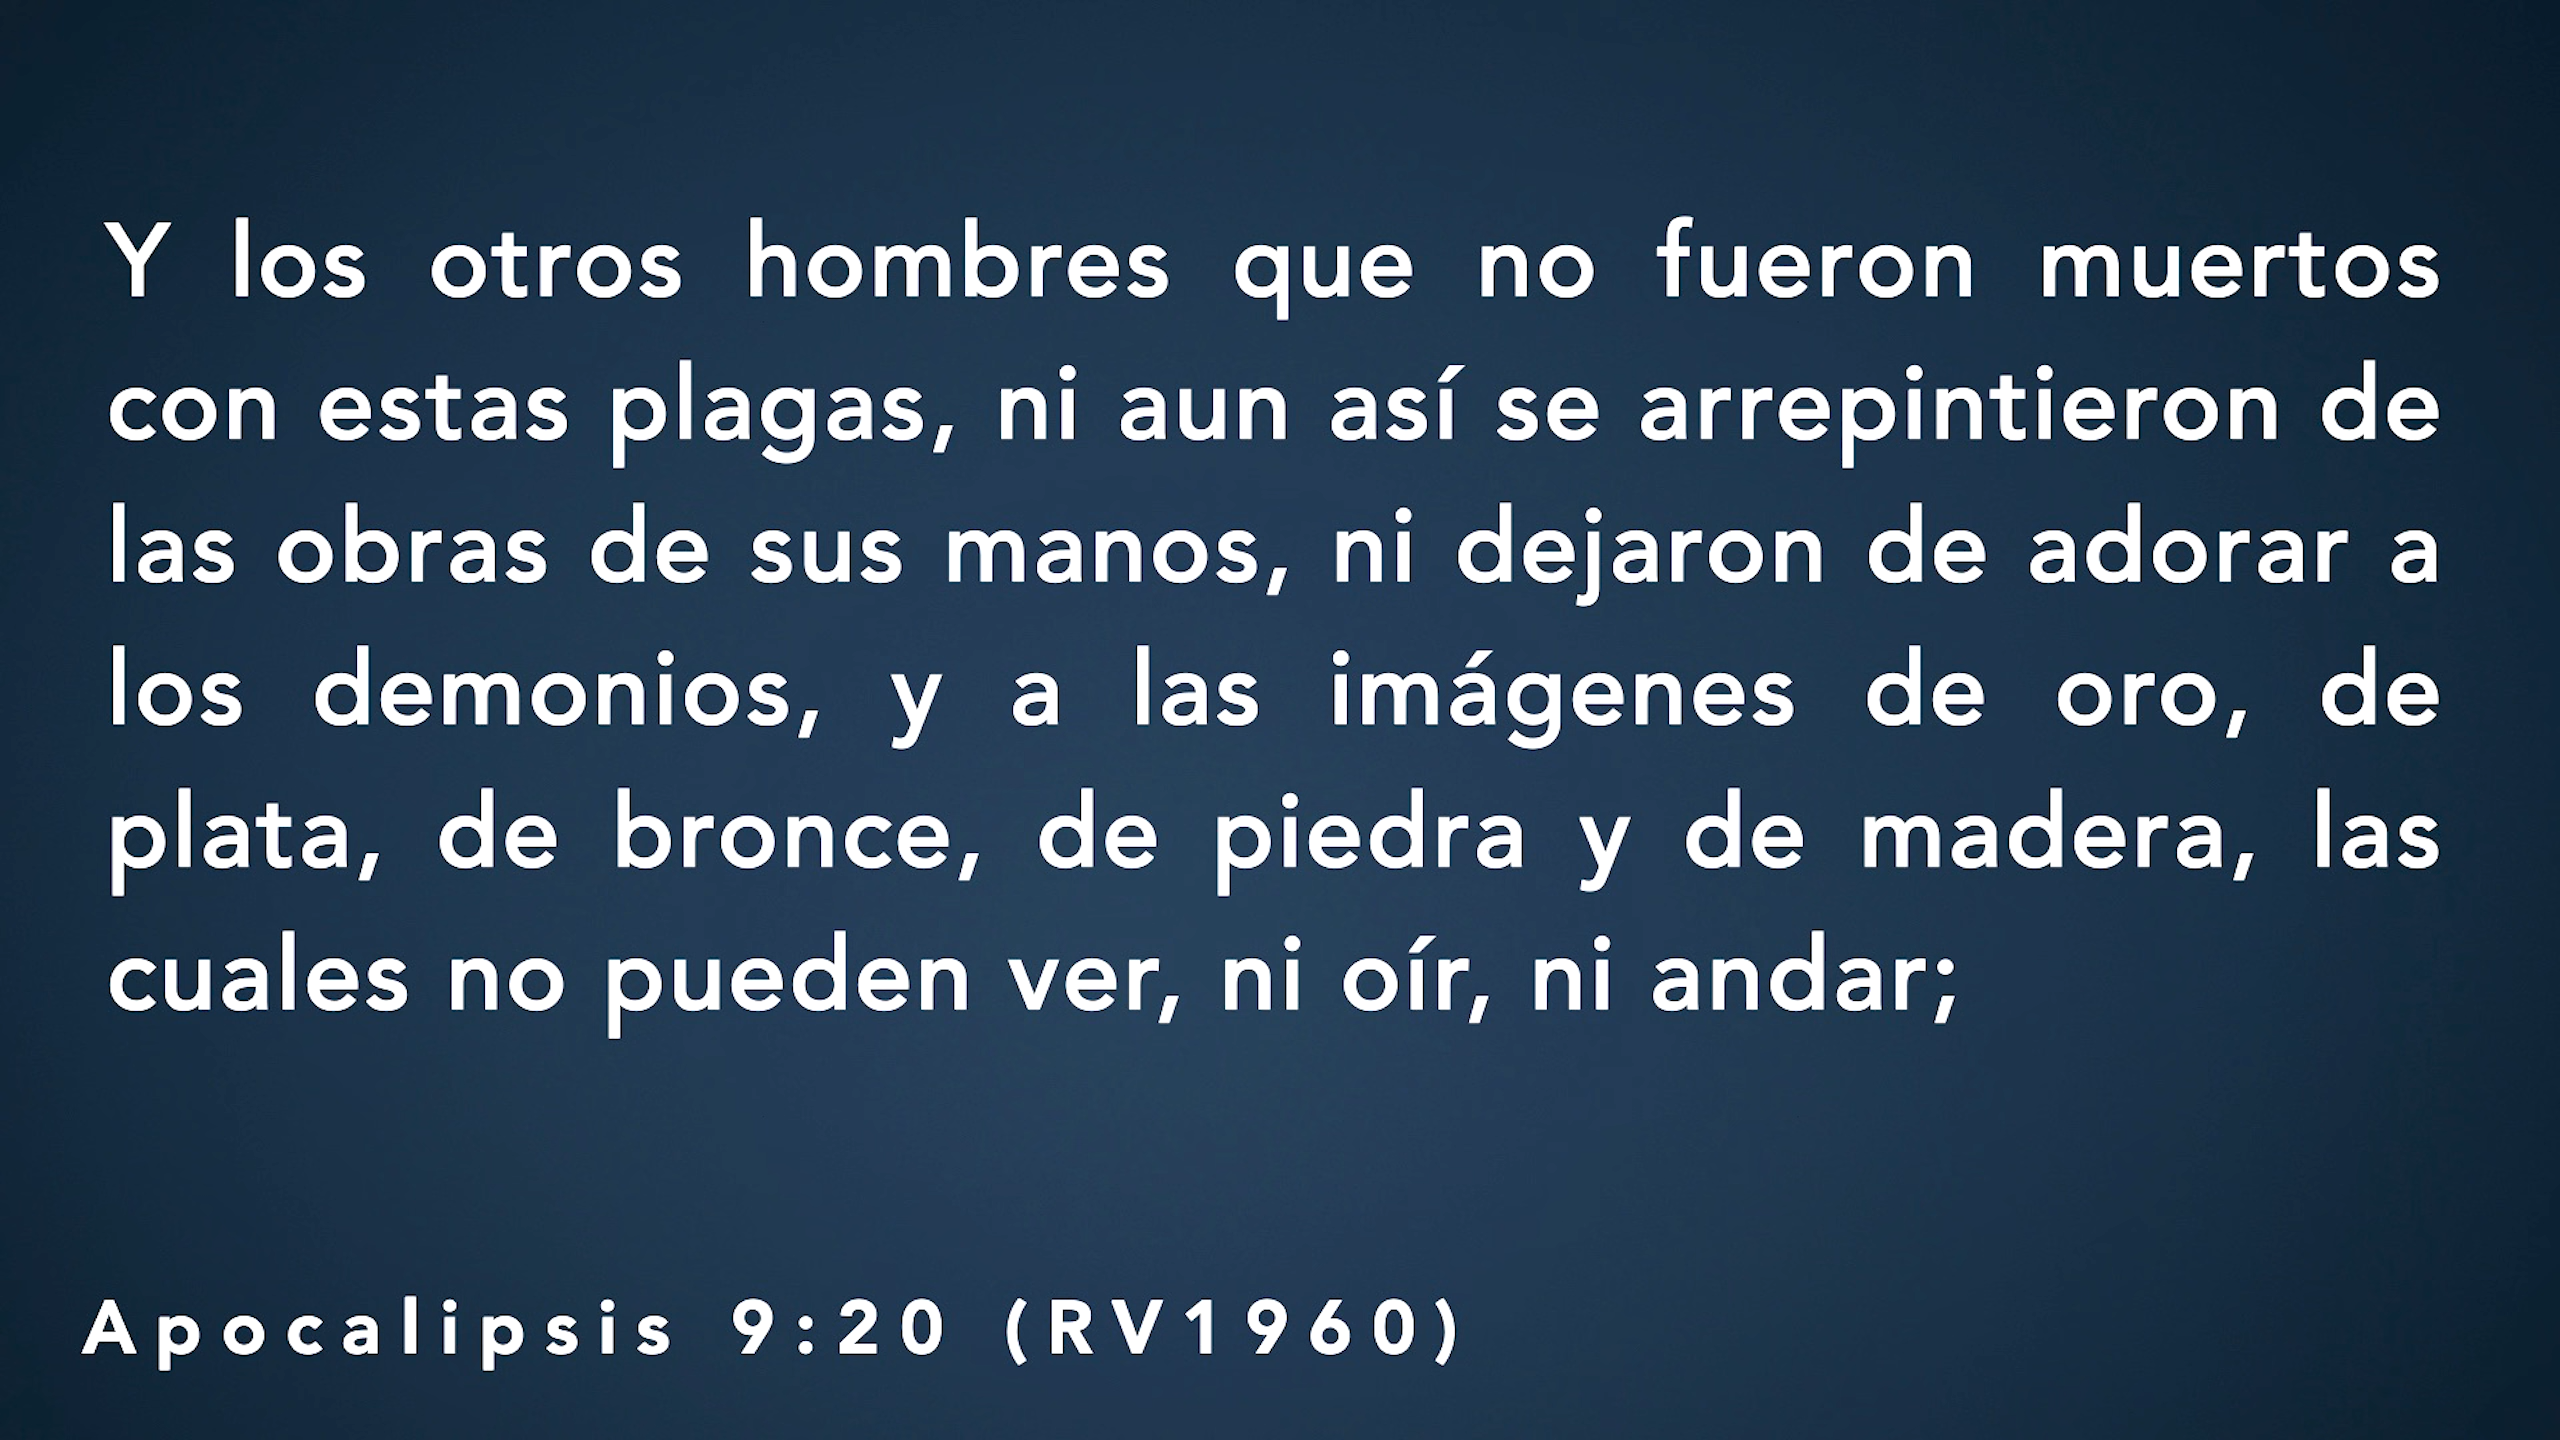 Y los otros hombres que no fueron muertos
con estas plagas, ni aun así se arrepintieron de
las obras de sus manos, ni dejaron de adorar a
los demonios, y a las imágenes de oro, de
plata, de bronce, de piedra y de madera, las
cuales no pueden ver, ni oír, ni andar;
Apocalipsis 9:20 (RV1960)